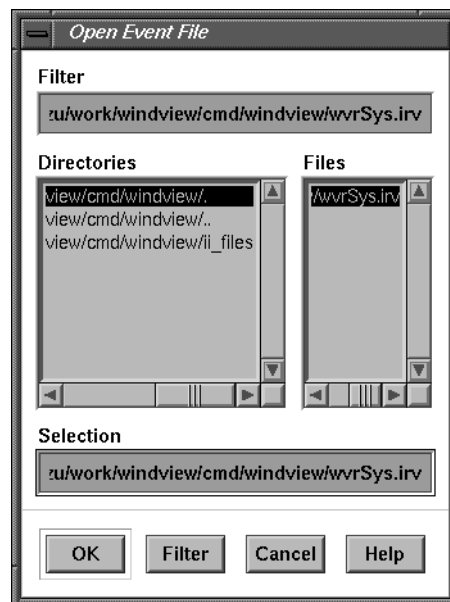 Open Event File
Filter
zu/work/windview/cmd/windview/wvrSys.irv
Directories
Files
view/cmd/windview/.
view/cmd/windview/..
view/cmd/windview/ii_files
/wvrSys.irv
Selection
zu/work/windview/cmd/windview/wvrSys.irv
OK
Filter
Cancel
Help